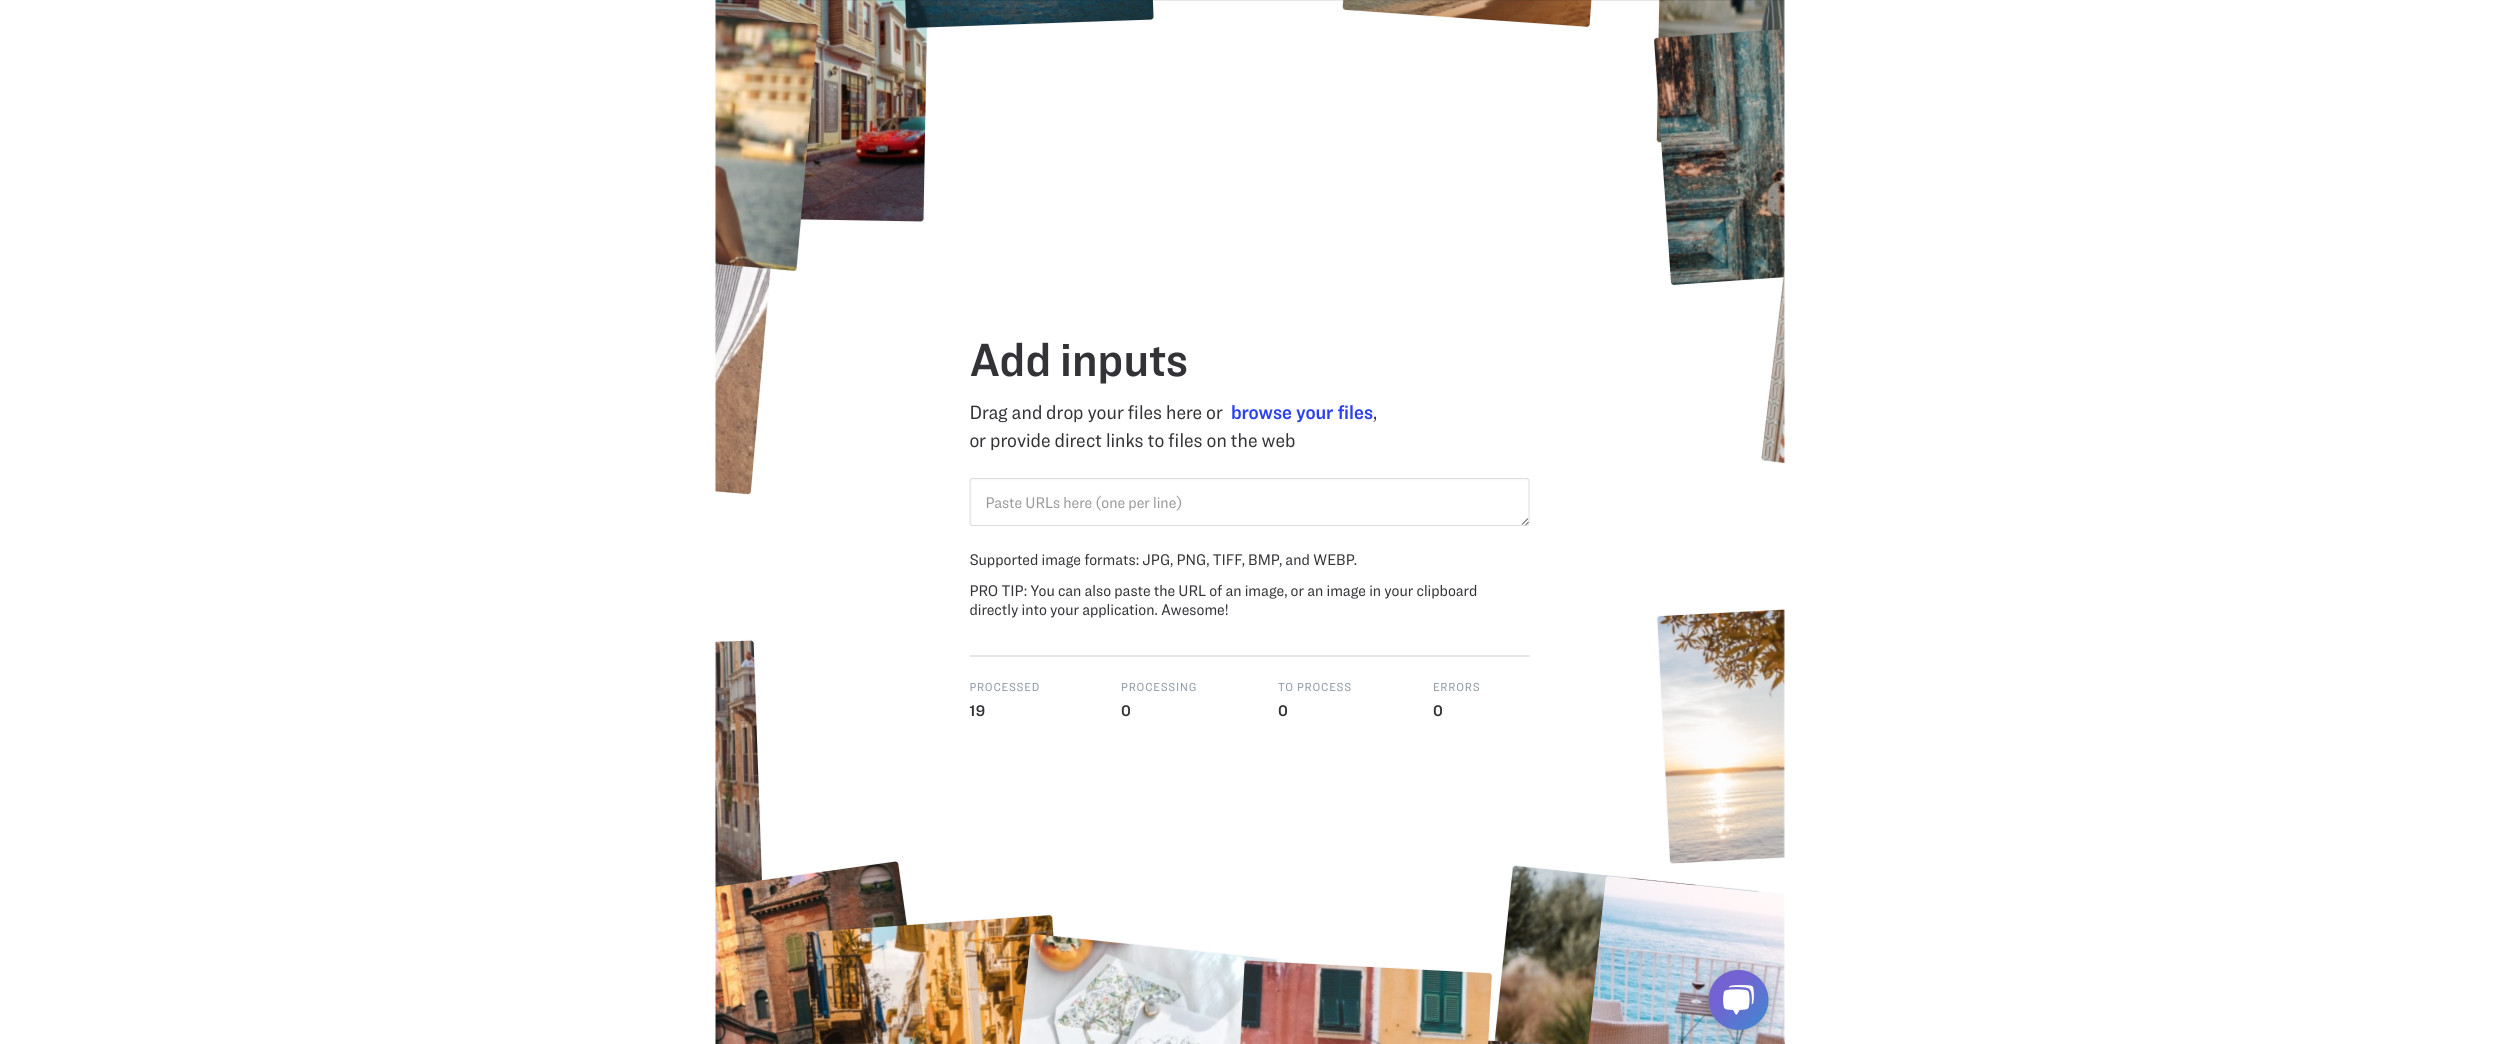 Add inputs
Drag and drop your files here or browse your files,
or provide direct links to files on the web
Paste URLs here (one per line)
Supported image formats: JPG, PNG, TIFF, BMP, and WEBP.
PRO TIP: You can also paste the URL of an image, or an image in your clipboard
directly into your application. Awesome!
PROCESSED PROCESSING TO PROCESS ERRORS
19 0 0 0